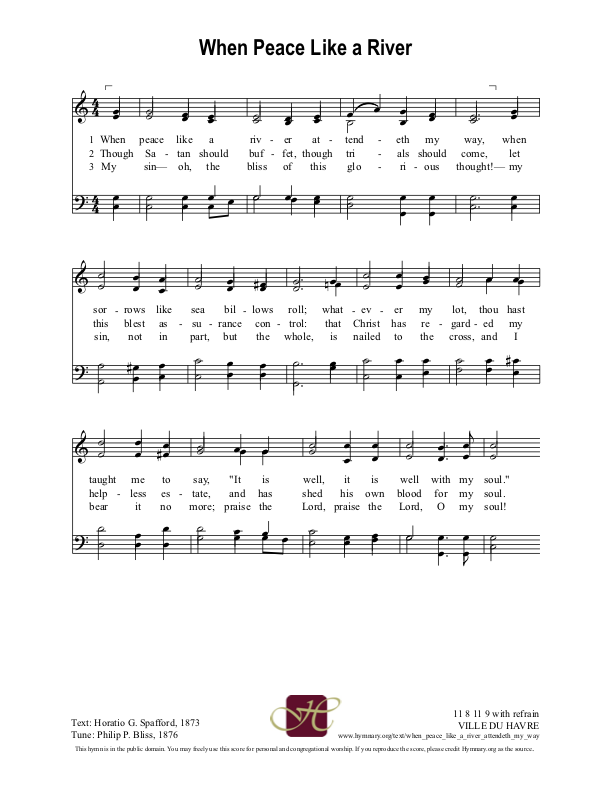 When Peace Like a River
1 When peace like a riv - er at - tend - eth my way, when
2 Though Sa - tan should buf - fet, though tri - als should come, let
3 My sin— oh, the bliss of this glo - ri - ous thought!— my
sor - rows like sea bil - lows roll; what - ev - er my lot, thou hast
this blest as - sur - ance con - trol: that Christ has re - gard - ed my
sin, not in part, but the whole, is nailed to the cross, and I
taught me to say, "It is well, it is well with my soul."
help - less es - tate, and has shed his own blood for my soul.
bear it no more; praise the Lord, praise the Lord, O my soul!
Text: Horatio G. Spafford, 1873
Tune: Philip P. Bliss, 1876
H
11 8 11 9 with refrain
VILLE DU HAVRE
www.hymnary.org/text/when_peace_like_a_river_attendeth_my_way
This hymn is in the public domain. You may freely use this score for personal and congregational worship. If you reproduce the score, please credit Hymnary.org as the source.